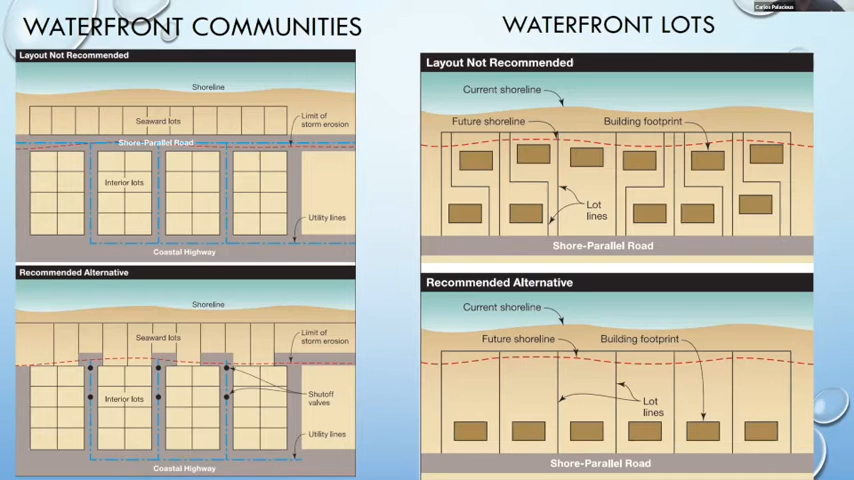 WATERFRONT COMMUNITIES
Layout Not Recommended
Shoreline
Seaward lots
Limit of
storm erosion
Shore-Parallel Road
Interior lots
Utility lines
Coastal Highway
Recommended Alternative
Shoreline
Seaward lots
Limit of
storm erosion
Interior lots
Shutoff
valves
Utility lines
Coastal Highway
Carlos Palacious
WATERFRONT LOTS
Layout Not Recommended
Current shoreline
Future shoreline
Building footprint
Lot
lines
Shore-Parallel Road
Recommended Alternative
Current shoreline
Future shoreline
Building footprint
Lot
lines
Shore-Parallel Road